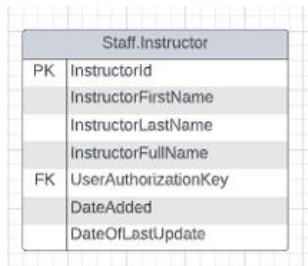 Staff.Instructor
PK InstructorId
InstructorFirstName
InstructorLastName
InstructorFullName
FK UserAuthorizationKey
DateAdded
DateOfLastUpdate